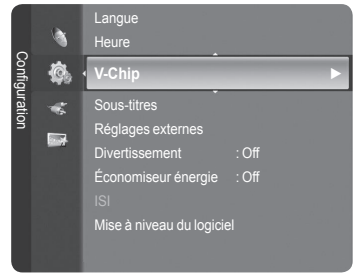 Configuration
Langue
Heure
V-Chip
Sous-titres
Réglages externes
Divertissement : Off
Économiseur énergie : Off
ISI
Mise à niveau du logiciel